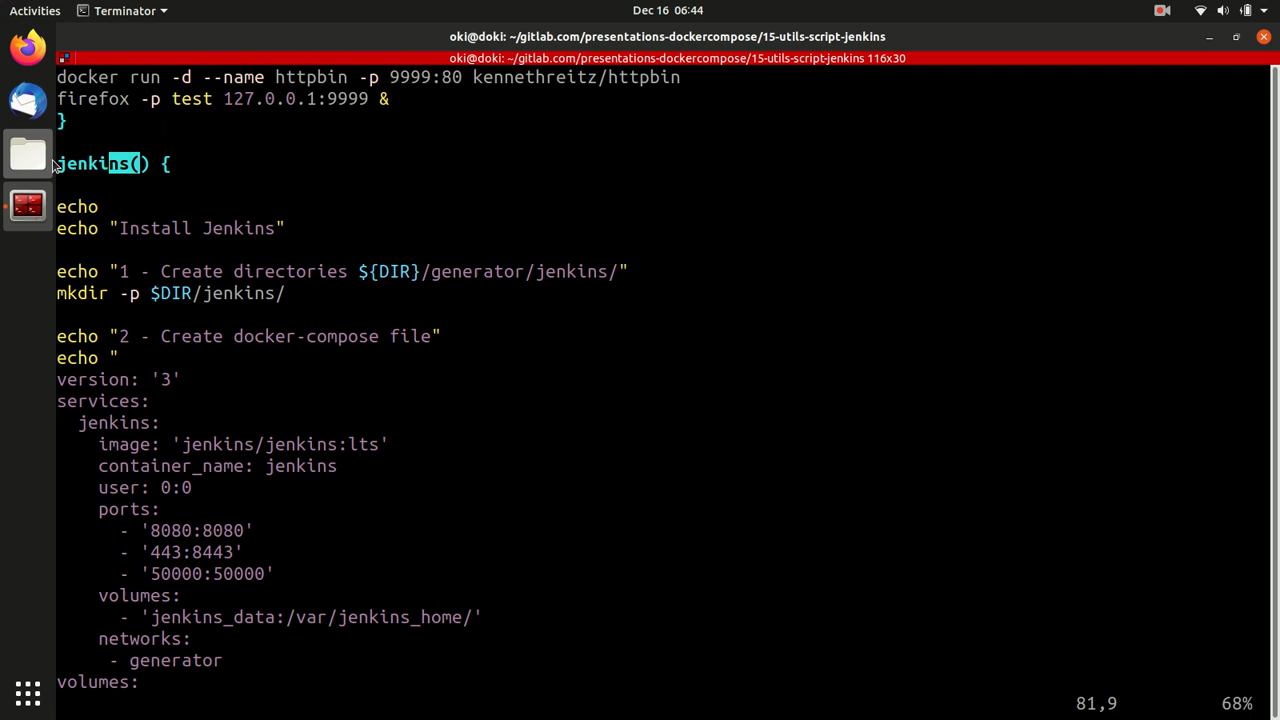 Activities
Terminator
Dec 16 06:44
oki@doki: ~/gitlab.com/presentations-dockercompose/15-utils-script-jenkins
oki@doki: ~/gitlab.com/presentations-dockercompose/15-utils-script-jenkins 116x30
docker run -d --name httpbin -p 9999:80 kennethreitz/httpbin
firefox -p test 127.0.0.1:9999 &
}
jenkins() {
echo
echo "Install Jenkins"
echo "1 - Create directories ${DIR}/generator/jenkins/"
mkdir -p $DIR/jenkins/
echo "2 - Create docker-compose file"
echo "
version: '3'
services:
  jenkins:
    image: 'jenkins/jenkins:lts'
    container_name: jenkins
    user: 0:0
    ports:
      - '8080:8080'
      - '443:8443'
      - '50000:50000'
    volumes:
      - 'jenkins_data:/var/jenkins_home/'
    networks:
     - generator
volumes:
81,9 68%